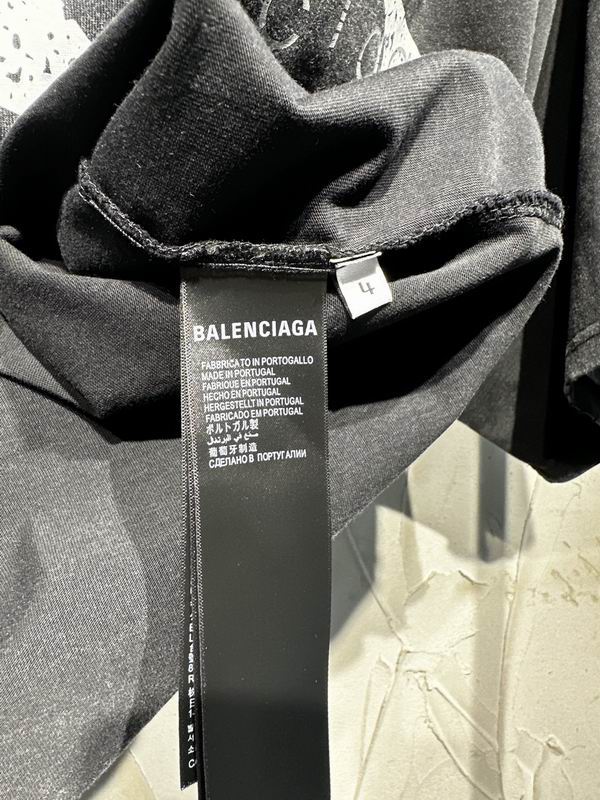 4
BALENCIAGA
FABBRICATO IN PORTOGALLO
MADE IN PORTUGAL
FABRIQUE EN PORTUGAL
HECHO EN PORTUGAL
HERGESTELLT IN PORTUGAL
FABRICADO EM PORTUGAL
ポルトガル製
葡萄牙制造
СДЕЛАНО В ПОРТУГАЛИИ